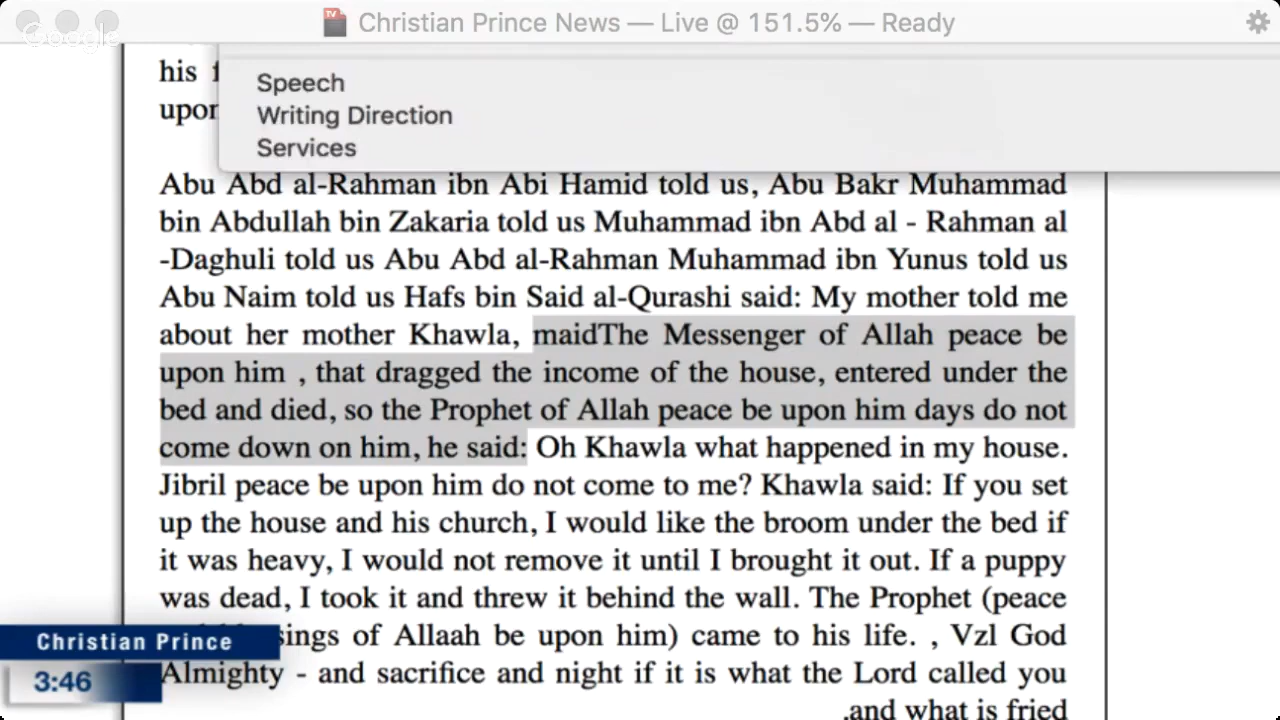 Christian Prince News — Live @ 151.5% — Ready
Google
his
upon
Speech
Writing Direction
Services
Abu Abd al-Rahman ibn Abi Hamid told us, Abu Bakr Muhammad
bin Abdullah bin Zakaria told us Muhammad ibn Abd al - Rahman al
-Daghuli told us Abu Abd al-Rahman Muhammad ibn Yunus told us
Abu Naim told us Hafs bin Said al-Qurashi said: My mother told me
about her mother Khawla, maidThe Messenger of Allah peace be
upon him , that dragged the income of the house, entered under the
bed and died, so the Prophet of Allah peace be upon him days do not
come down on him, he said: Oh Khawla what happened in my house.
Jibril peace be upon him do not come to me? Khawla said: If you set
up the house and his church, I would like the broom under the bed if
it was heavy, I would not remove it until I brought it out. If a puppy
was dead, I took it and threw it behind the wall. The Prophet (peace
of Allaah be upon him) came to his life. , Vzl God
Almighty - and sacrifice and night if it is what the Lord called you
.and what is fried
Christian Prince
3:46